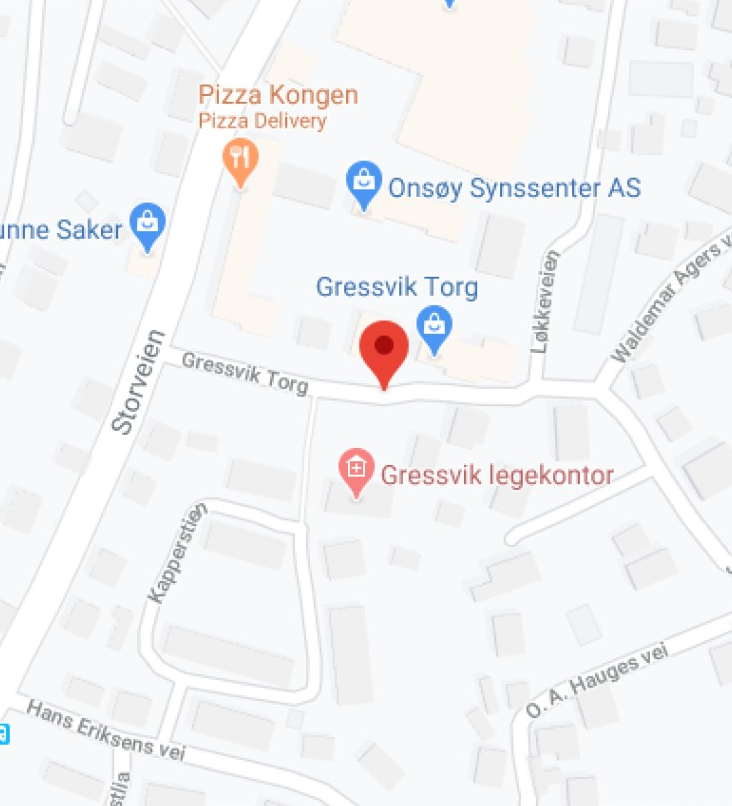 Pizza Kongen
Pizza Delivery
Onsøy Synssenter AS
unne Saker
Gressvik Torg
Løkkeveien
Waldemar Agers v
Storveien
Gressvik Torg
Gressvik legekontor
Kapperstien
O. A. Hauges vei
Hans Eriksens vei
stlia